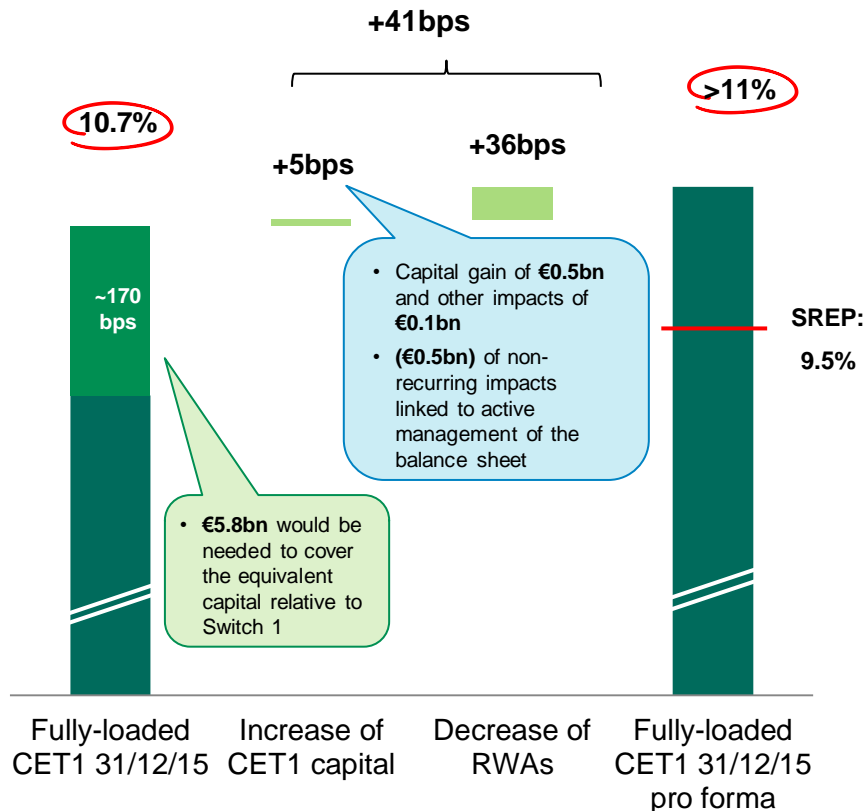 +41bps
10.7%
>11%
+5bps
+36bps
~170
bps
• Capital gain of €0.5bn
and other impacts of
€0.1bn
• (€0.5bn) of non-
recurring impacts
linked to active
management of the
balance sheet
SREP:
9.5%
• €5.8bn would be
needed to cover
the equivalent
capital relative to
Switch 1
Fully-loaded
CET1 31/12/15
Increase of
CET1 capital
Decrease of
RWAs
Fully-loaded
CET1 31/12/15
pro forma